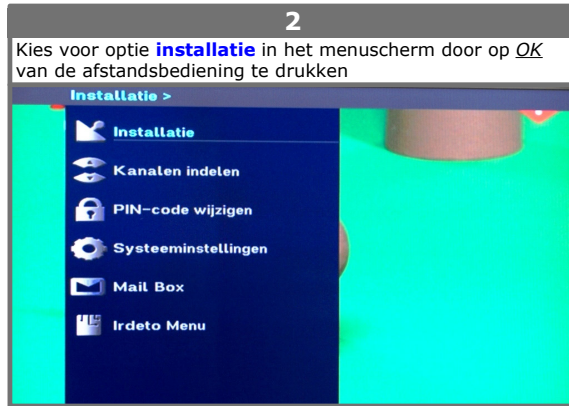 2
Kies voor optie installatie in het menuscherm door op OK
van de afstandsbediening te drukken
Installatie >
Installatie
Kanalen indelen
PIN-code wijzigen
Systeeminstellingen
Mail Box
Irdeto Menu